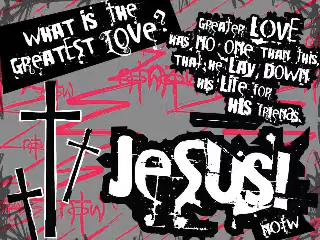 WHAT IS THE
GREATEST LOVE?
GREATER LOVE
HAS NO ONE THAN THIS,
THAT HE LAY DOWN
HIS LIFE FOR
HIS FRIENDS.
JESUS!
NOTW